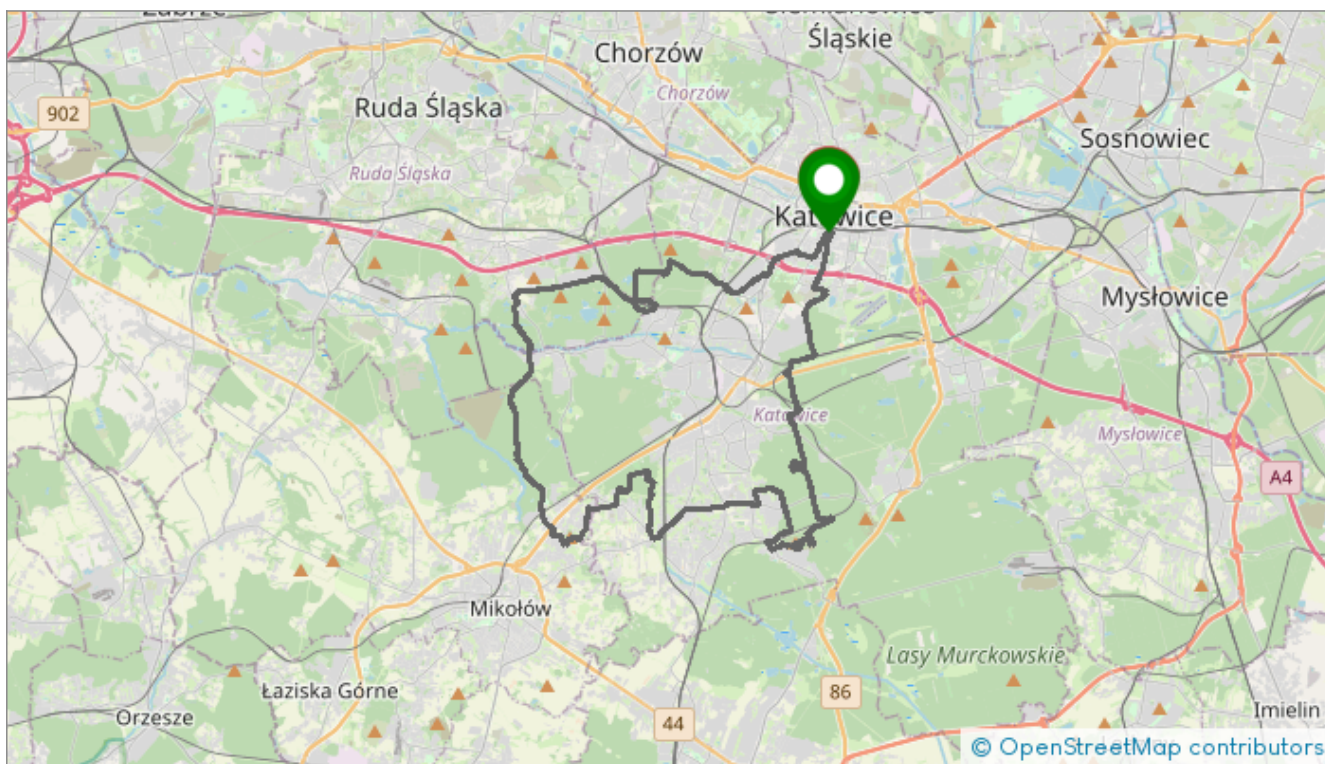 Chorzów
Śląskie
902
Ruda Śląska
Chorzów
Sosnowiec
Ruda Śląska
Katowice
Mysłowice
Katowice
Mysłowice
A4
Mikołów
Lasy Murckowskie
Łaziska Górne
86
Orzesze
44
Imielin
© OpenStreetMap contributors